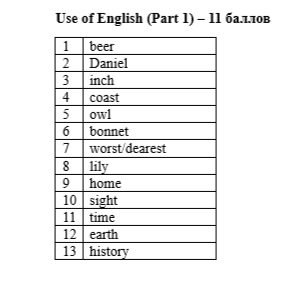 Use of English (Part 1) – 11 баллов
1 beer
2 Daniel
3 inch
4 coast
5 owl
6 bonnet
7 worst/dearest
8 lily
9 home
10 sight
11 time
12 earth
13 history